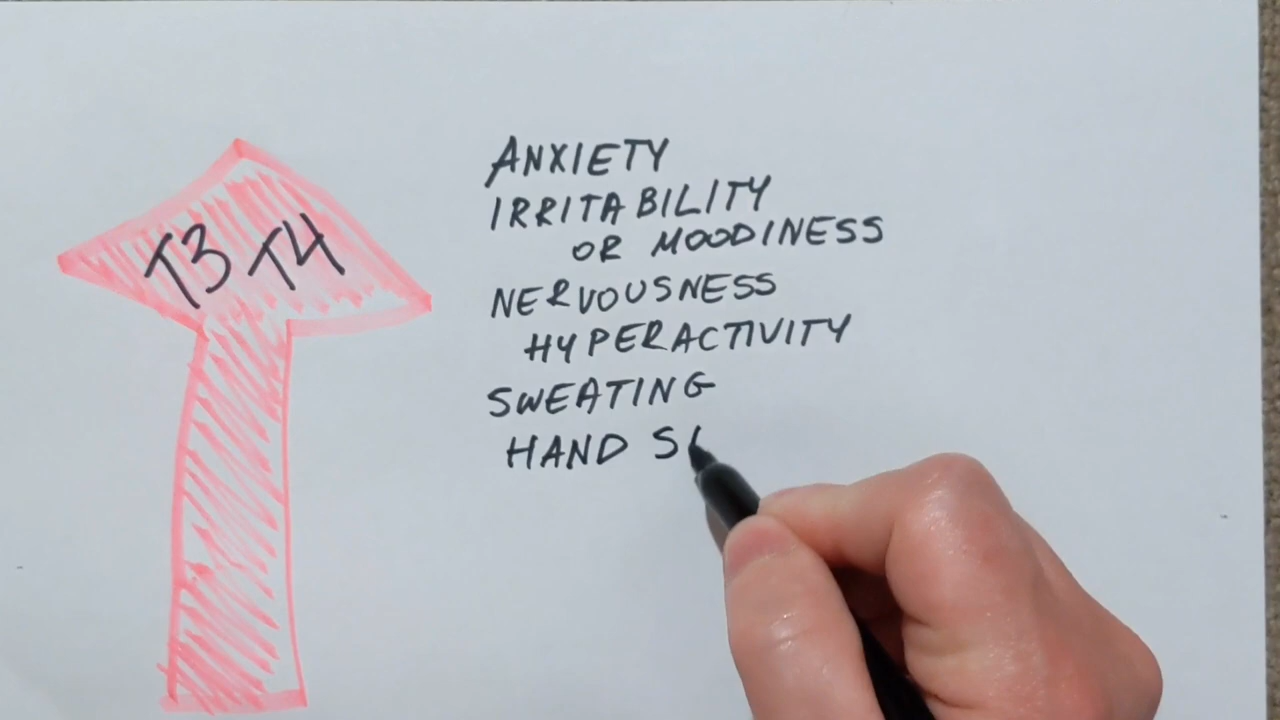 T3 T4
ANXIETY
IRRITABILITY
OR MOODINESS
NERVOUSNESS
HYPERACTIVITY
SWEATING
HAND